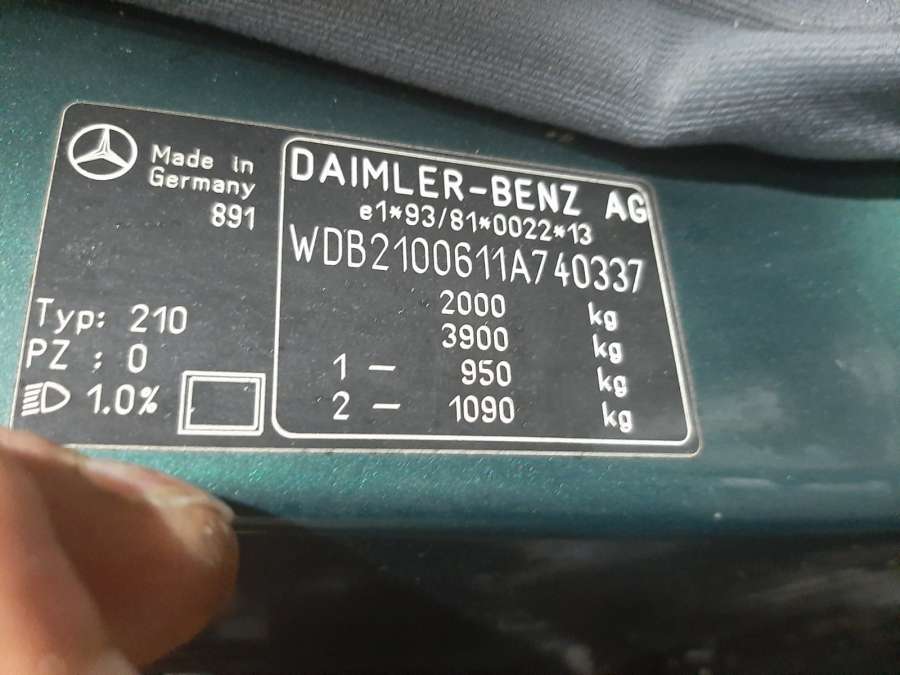 Made in
Germany
891
Typ: 210
PZ : 0
1.0%
DAIMLER-BENZ AG
e1*93/81*0022*13
WDB2100611A740337
2000 kg
3900 kg
1 - 950 kg
2 - 1090 kg